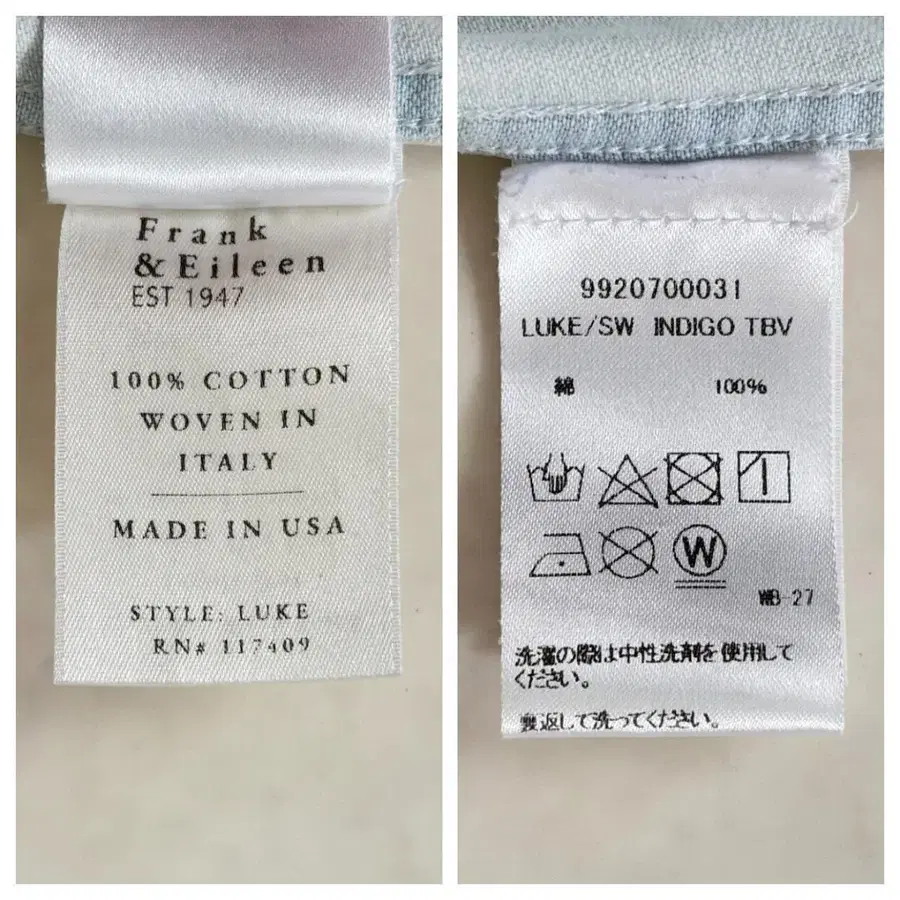 Frank
& Eileen
EST 1947
100% COTTON
WOVEN IN
ITALY
MADE IN USA
STYLE: LUKE
RN# 117409
9920700031
LUKE/SW INDIGO TBV
綿 100%
W
WB-27
洗濯の際は中性洗剤を使用して
ください。
裏返して洗ってください。